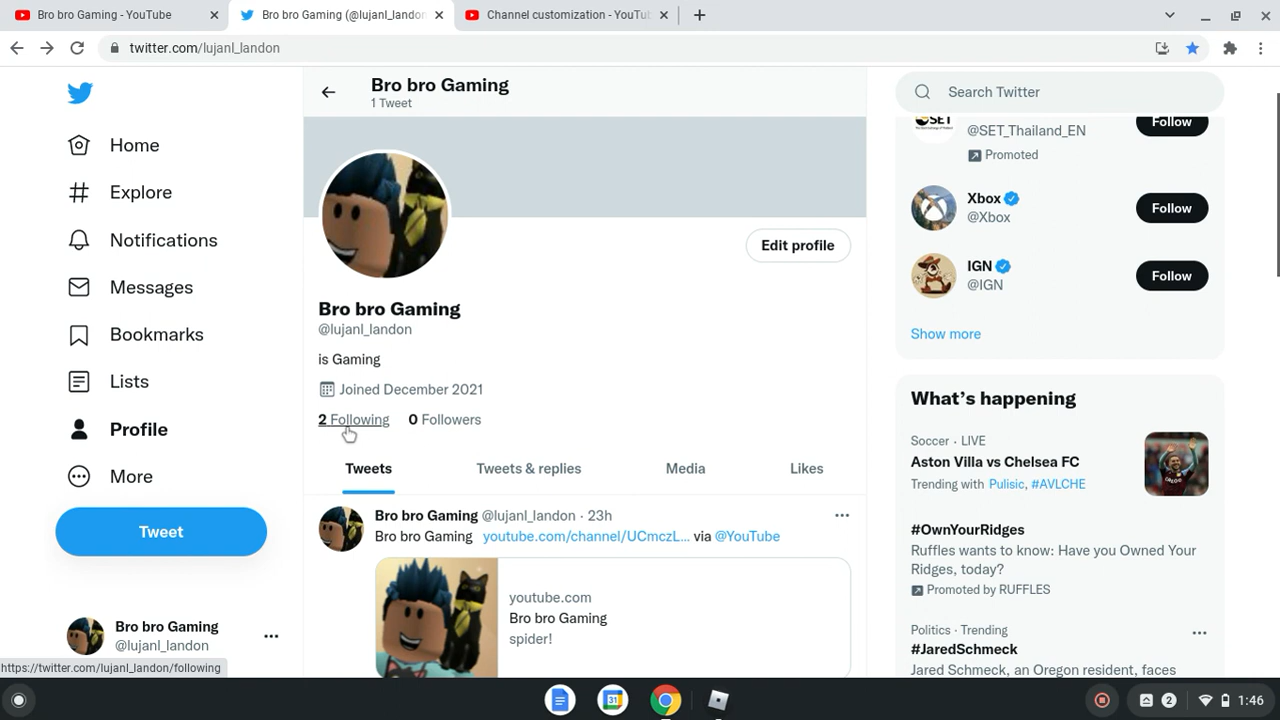 Bro bro Gaming - YouTube
Bro bro Gaming (@lujanl_landon
Channel customization - YouTu
twitter.com/lujanl_landon
Home
Explore
Notifications
Messages
Bookmarks
Lists
Profile
More
Tweet
Bro bro Gaming
@lujanl_landon
https://twitter.com/lujanl_landon/following
Bro bro Gaming
1 Tweet
Edit profile
Bro bro Gaming
@lujanl_landon
is Gaming
Joined December 2021
2 Following 0 Followers
Tweets Tweets & replies Media Likes
Bro bro Gaming @lujanl_landon · 23h
Bro bro Gaming youtube.com/channel/UCmczL... via @YouTube
youtube.com
Bro bro Gaming
spider!
Search Twitter
SET
@SET_Thailand_EN
Follow
Promoted
Xbox
@Xbox
Follow
IGN
@IGN
Follow
Show more
What's happening
Soccer · LIVE
Aston Villa vs Chelsea FC
Trending with Pulisic, #AVLCHE
#OwnYourRidges
Ruffles wants to know: Have you Owned Your
Ridges, today?
Promoted by RUFFLES
Politics · Trending
#JaredSchmeck
Jared Schmeck, an Oregon resident, faces
31
2
1:46